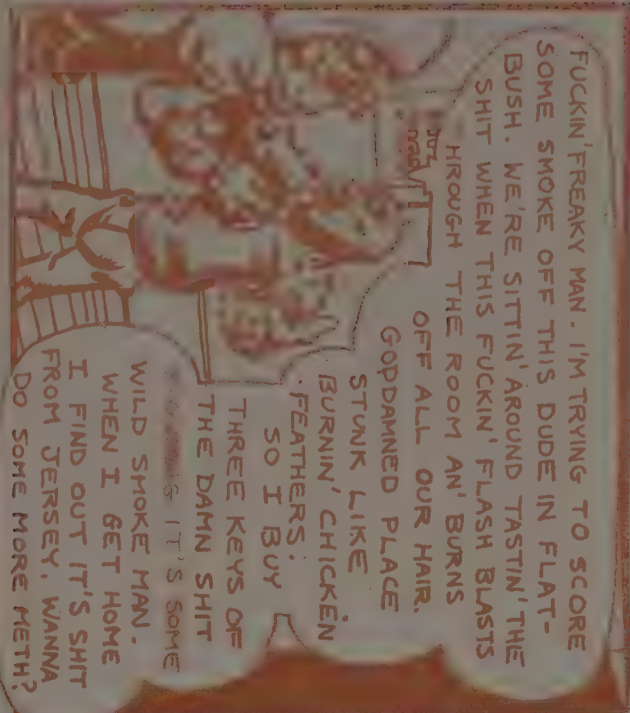 FUCKIN' FREAKY MAN. I'M TRYING TO SCORE
SOME SMOKE OFF THIS DUDE IN FLAT-
BUSH. WE'RE SITTIN' AROUND TASTIN' THE
SHIT WHEN THIS FUCKIN' FLASH BLASTS
HROUGH THE ROOM AN' BURNS
OFF ALL OUR HAIR.
GODDAMNED PLACE
STUNK LIKE
BURNIN' CHICKEN
FEATHERS.
SO I BUY
THREE KEYS OF
THE DAMN SHIT
IT'S SOME
WILD SMOKE MAN.
WHEN I GET HOME
I FIND OUT IT'S SHIT
FROM JERSEY. WANNA
DO SOME MORE METH?